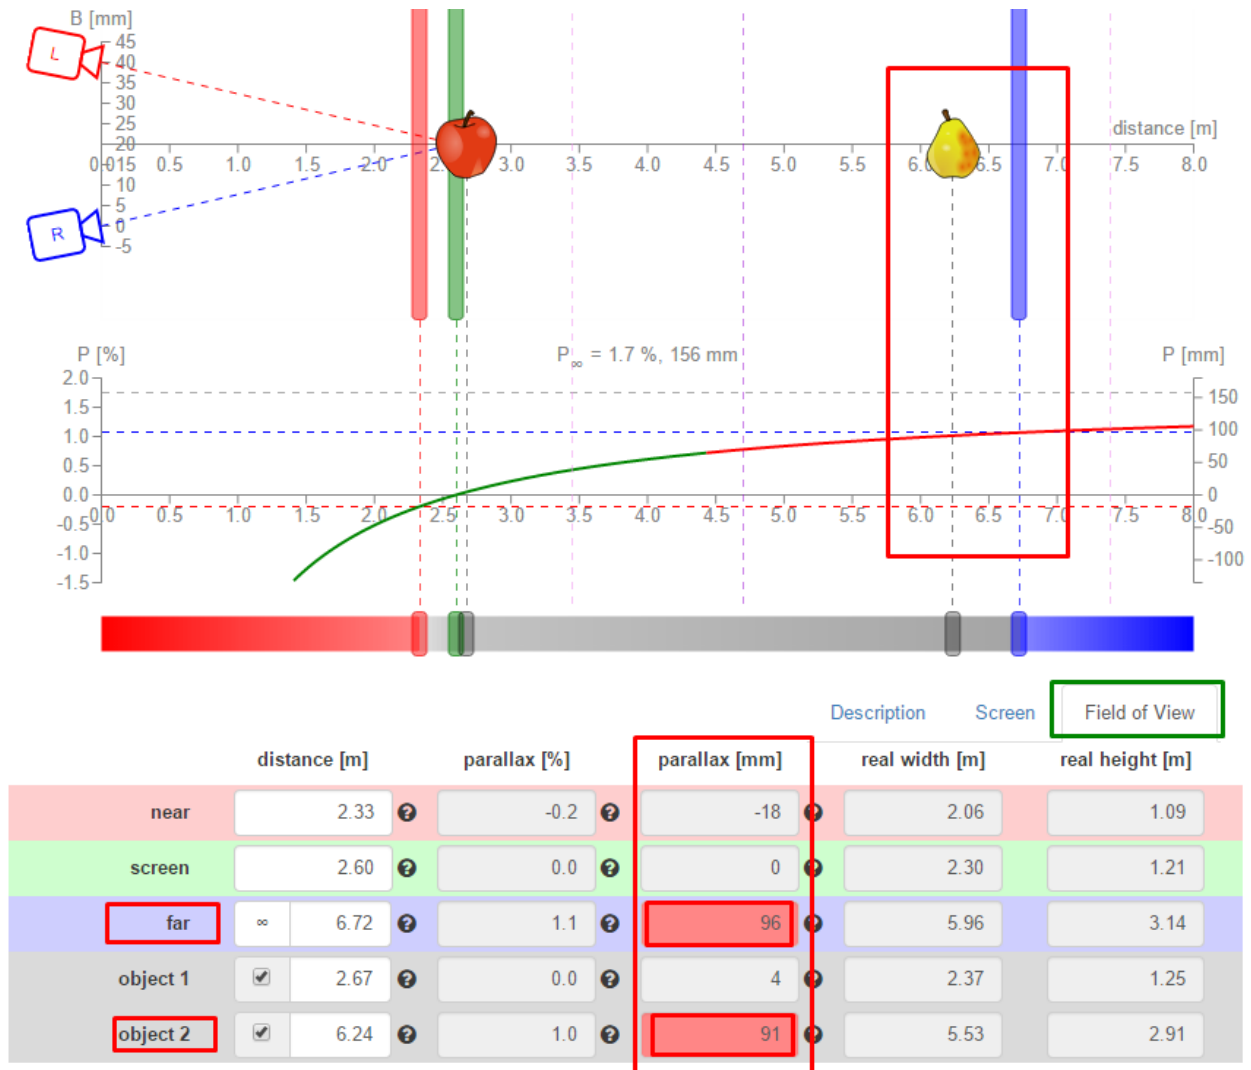 B [mm]
45
L
40
35
30
25
distance [m]
20
0.0 15 0.5 1.0 1.5 2.0 2.5 3.0 3.5 4.0 4.5 5.0 5.5 6.0 6.5 7.0 7.5 8.0
10
5
R
0
-5
P [%] P∞ = 1.7 %, 156 mm P [mm]
2.0
1.5 150
1.0 100
0.5 50
0.0 0
0.0 0.5 1.0 1.5 2.0 2.5 3.0 3.5 4.0 4.5 5.0 5.5 6.0 6.5 7.0 7.5 8.0
-0.5 -50
-1.0 -100
-1.5
Description Screen Field of View
distance [m] parallax [%] parallax [mm] real width [m] real height [m]
near 2.33 ? -0.2 ? -18 ? 2.06 1.09
screen 2.60 ? 0.0 ? 0 ? 2.30 1.21
far ∞ 6.72 ? 1.1 ? 96 ? 5.96 3.14
object 1 2.67 ? 0.0 ? 4 ? 2.37 1.25
object 2 6.24 ? 1.0 ? 91 ? 5.53 2.91